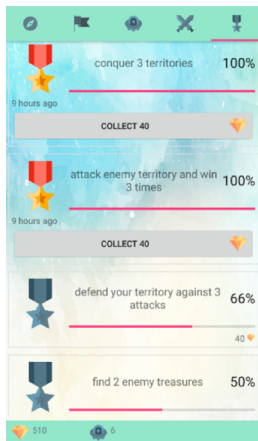 conquer 3 territories
100%
9 hours ago
COLLECT 40
attack enemy territory and win
3 times
100%
9 hours ago
COLLECT 40
defend your territory against 3
attacks
66%
40
find 2 enemy treasures
50%
510
6